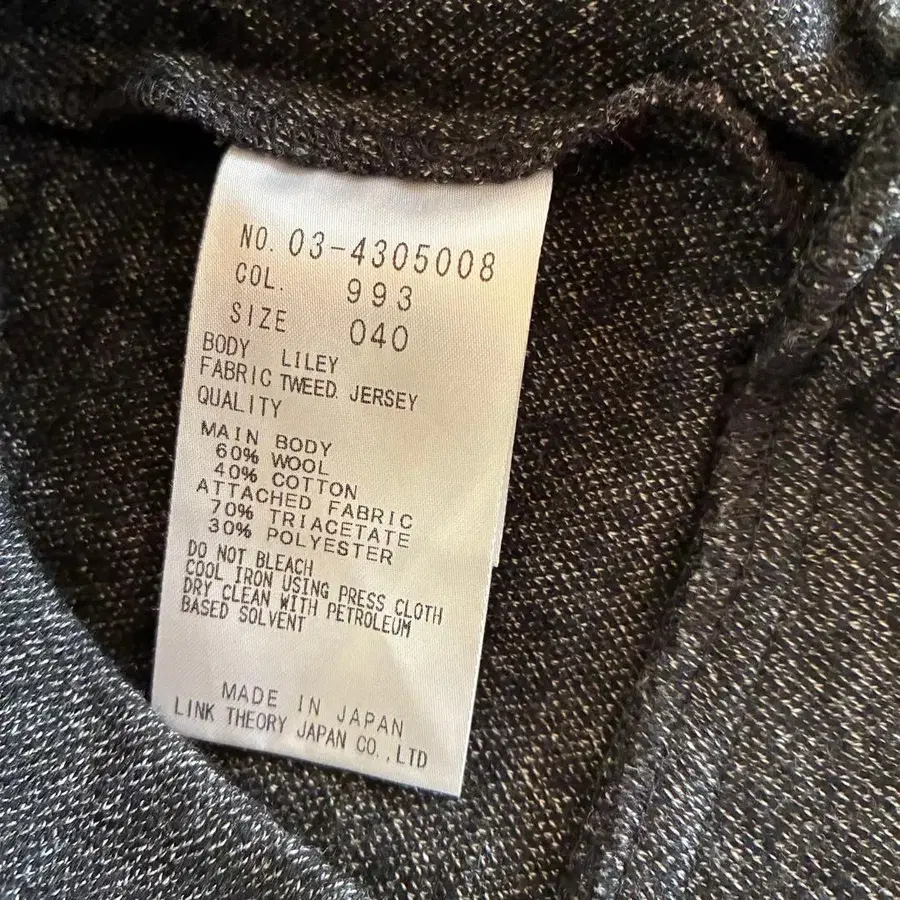 NO. 03-4305008
COL. 993
SIZE 040
BODY LILEY
FABRIC TWEED JERSEY
QUALITY
MAIN BODY
60% WOOL
40% COTTON
ATTACHED FABRIC
70% TRIACETATE
30% POLYESTER
DO NOT BLEACH
COOL IRON USING PRESS CLOTH
DRY CLEAN WITH PETROLEUM
BASED SOLVENT
MADE IN JAPAN
LINK THEORY JAPAN CO.,LTD